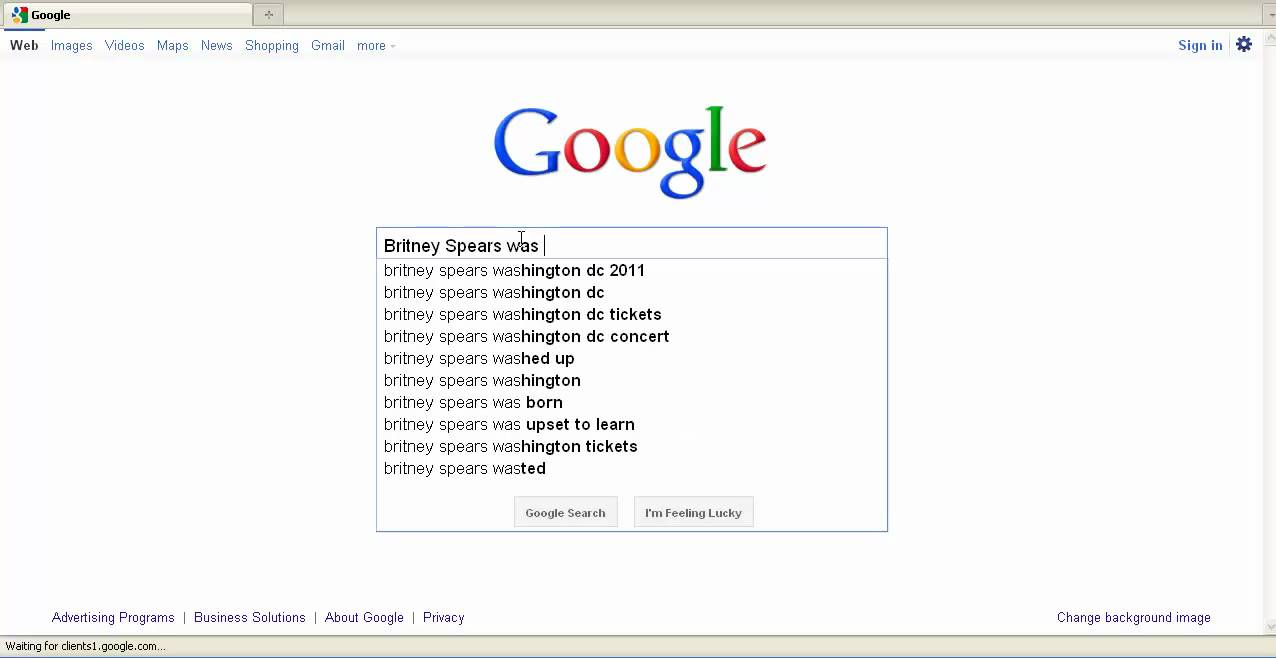 Google
Web Images Videos Maps News Shopping Gmail more
Sign in
Google
Britney Spears was
britney spears washington dc 2011
britney spears washington dc
britney spears washington dc tickets
britney spears washington dc concert
britney spears washed up
britney spears washington
britney spears was born
britney spears was upset to learn
britney spears washington tickets
britney spears wasted
Google Search I'm Feeling Lucky
Advertising Programs | Business Solutions | About Google | Privacy
Change background image
Waiting for clients1.google.com...